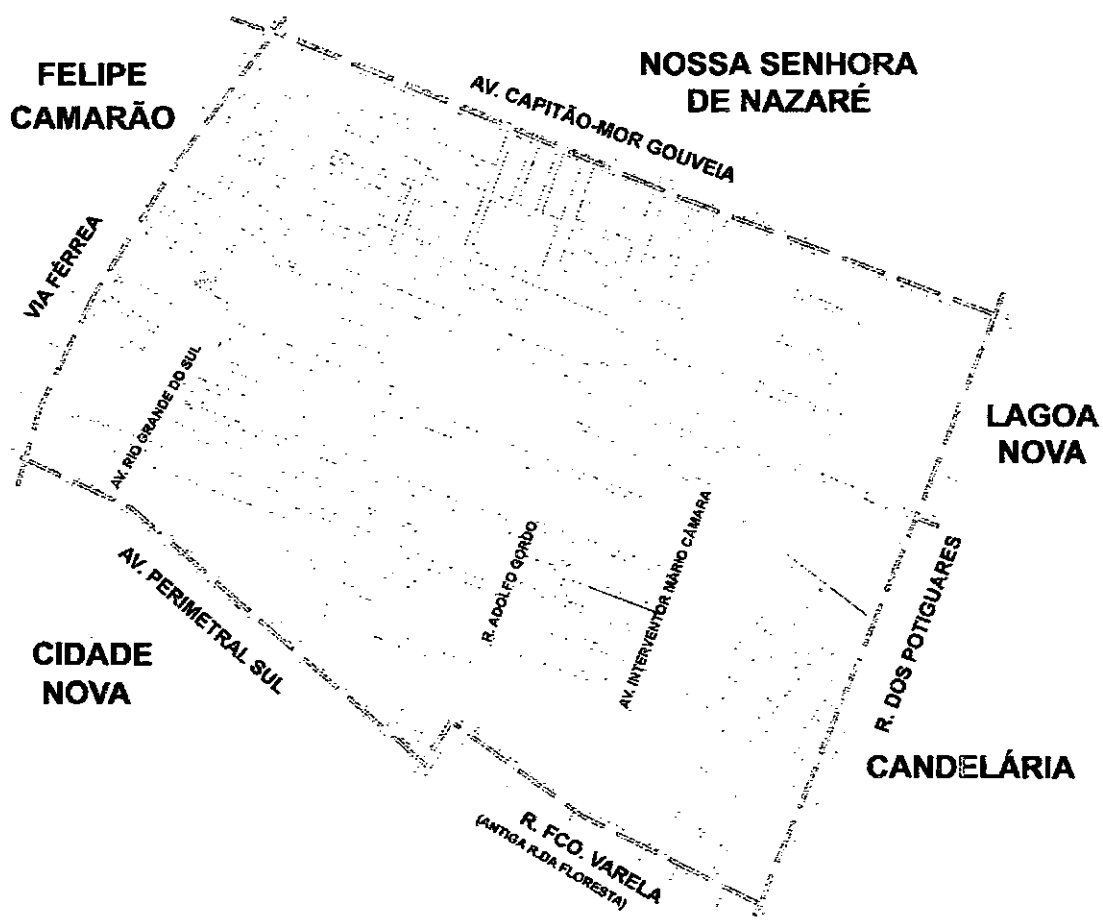 FELIPE
CAMARÃO
NOSSA SENHORA
DE NAZARÉ
AV. CAPITÃO-MOR GOUVEIA
VIA FÉRREA
AV. RIO GRANDE DO SUL
LAGOA
NOVA
R. ADOLFO GORDO
AV. INTERVENTOR MÁRIO CÂMARA
AV. PERIMETRAL SUL
R. DOS POTIGUARES
CIDADE
NOVA
CANDELÁRIA
R. FCO. VARELA
(ANTIGA R.DA FLORESTA)